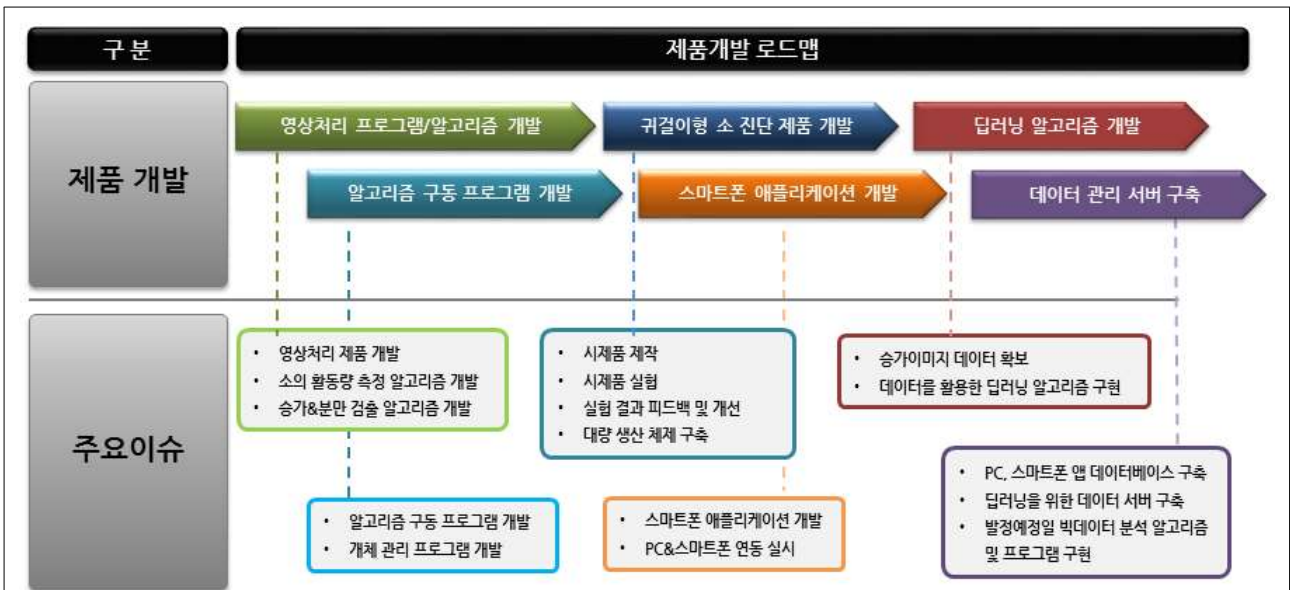 구 분
제품개발 로드맵
제품 개발
영상처리 프로그램/알고리즘 개발
귀걸이형 소 진단 제품 개발
딥러닝 알고리즘 개발
알고리즘 구동 프로그램 개발
스마트폰 애플리케이션 개발
데이터 관리 서버 구축
주요이슈
• 영상처리 제품 개발
• 소의 활동량 측정 알고리즘 개발
• 승가&분만 검출 알고리즘 개발
• 시제품 제작
• 시제품 실험
• 실험 결과 피드백 및 개선
• 대량 생산 체제 구축
• 승가이미지 데이터 확보
• 데이터를 활용한 딥러닝 알고리즘 구현
• 알고리즘 구동 프로그램 개발
• 개체 관리 프로그램 개발
• 스마트폰 애플리케이션 개발
• PC&스마트폰 연동 실시
• PC, 스마트폰 앱 데이터베이스 구축
• 딥러닝을 위한 데이터 서버 구축
• 발정예정일 빅데이터 분석 알고리즘
및 프로그램 구현